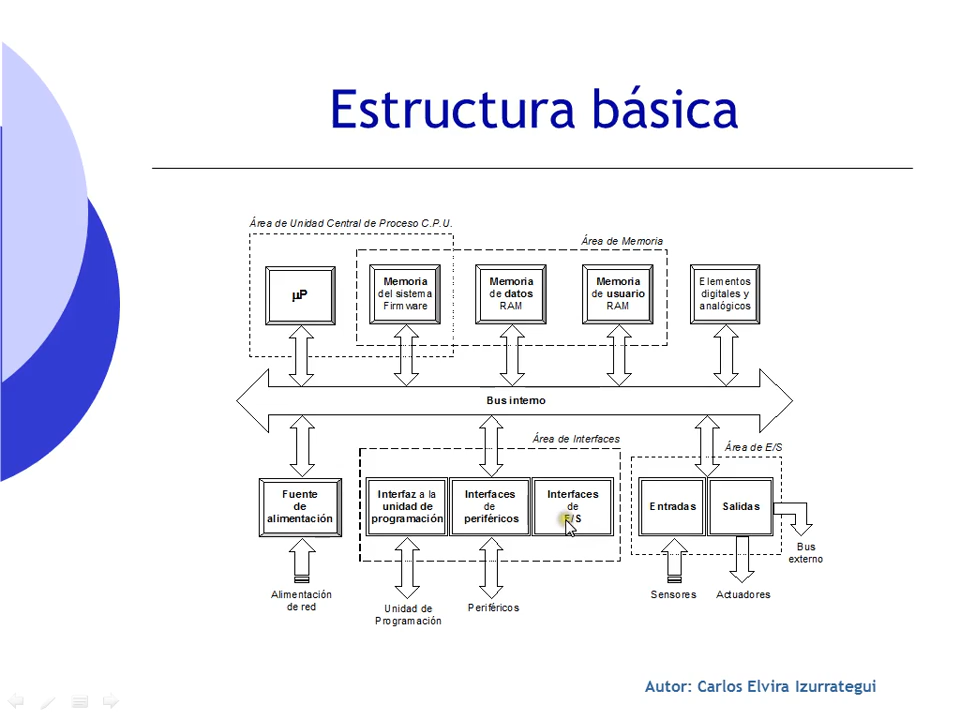 Estructura básica
Área de Unidad Central de Proceso C.P.U.
Área de Memoria
µP
Memoria
del sistema
Firmware
Memoria
de datos
RAM
Memoria
de usuario
RAM
Elementos
digitales y
analógicos
Bus interno
Área de Interfaces
Área de E/S
Fuente
de
alimentación
Interfaz a la
unidad de
programación
Interfaces
de
periféricos
Interfaces
de
E/S
Entradas
Salidas
Bus
externo
Alimentación
de red
Unidad de
Programación
Periféricos
Sensores
Actuadores
Autor: Carlos Elvira Izurrategui